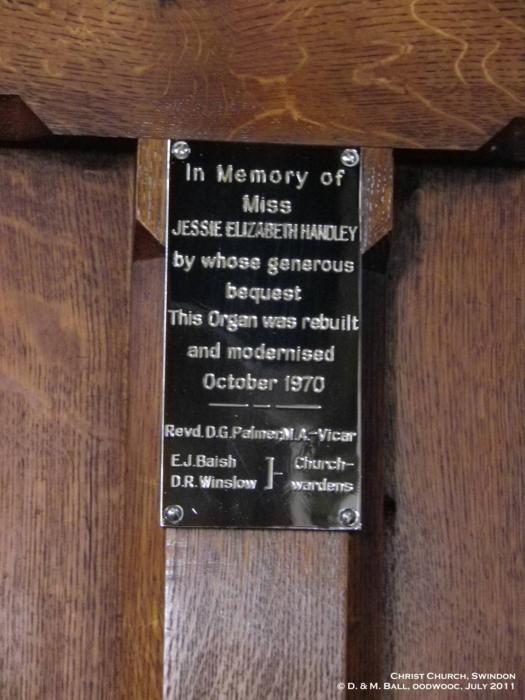 In Memory of
Miss
JESSIE ELIZABETH HANDLEY
by whose generous
bequest
This Organ was rebuilt
and modernised
October 1970
Revd. D.G. Palmer, M.A.-Vicar
E.J. Baish
D.R. Winslow
Church-
wardens
CHRIST CHURCH, SWINDON
© D. & M. BALL, OODWOOC, JULY 2011